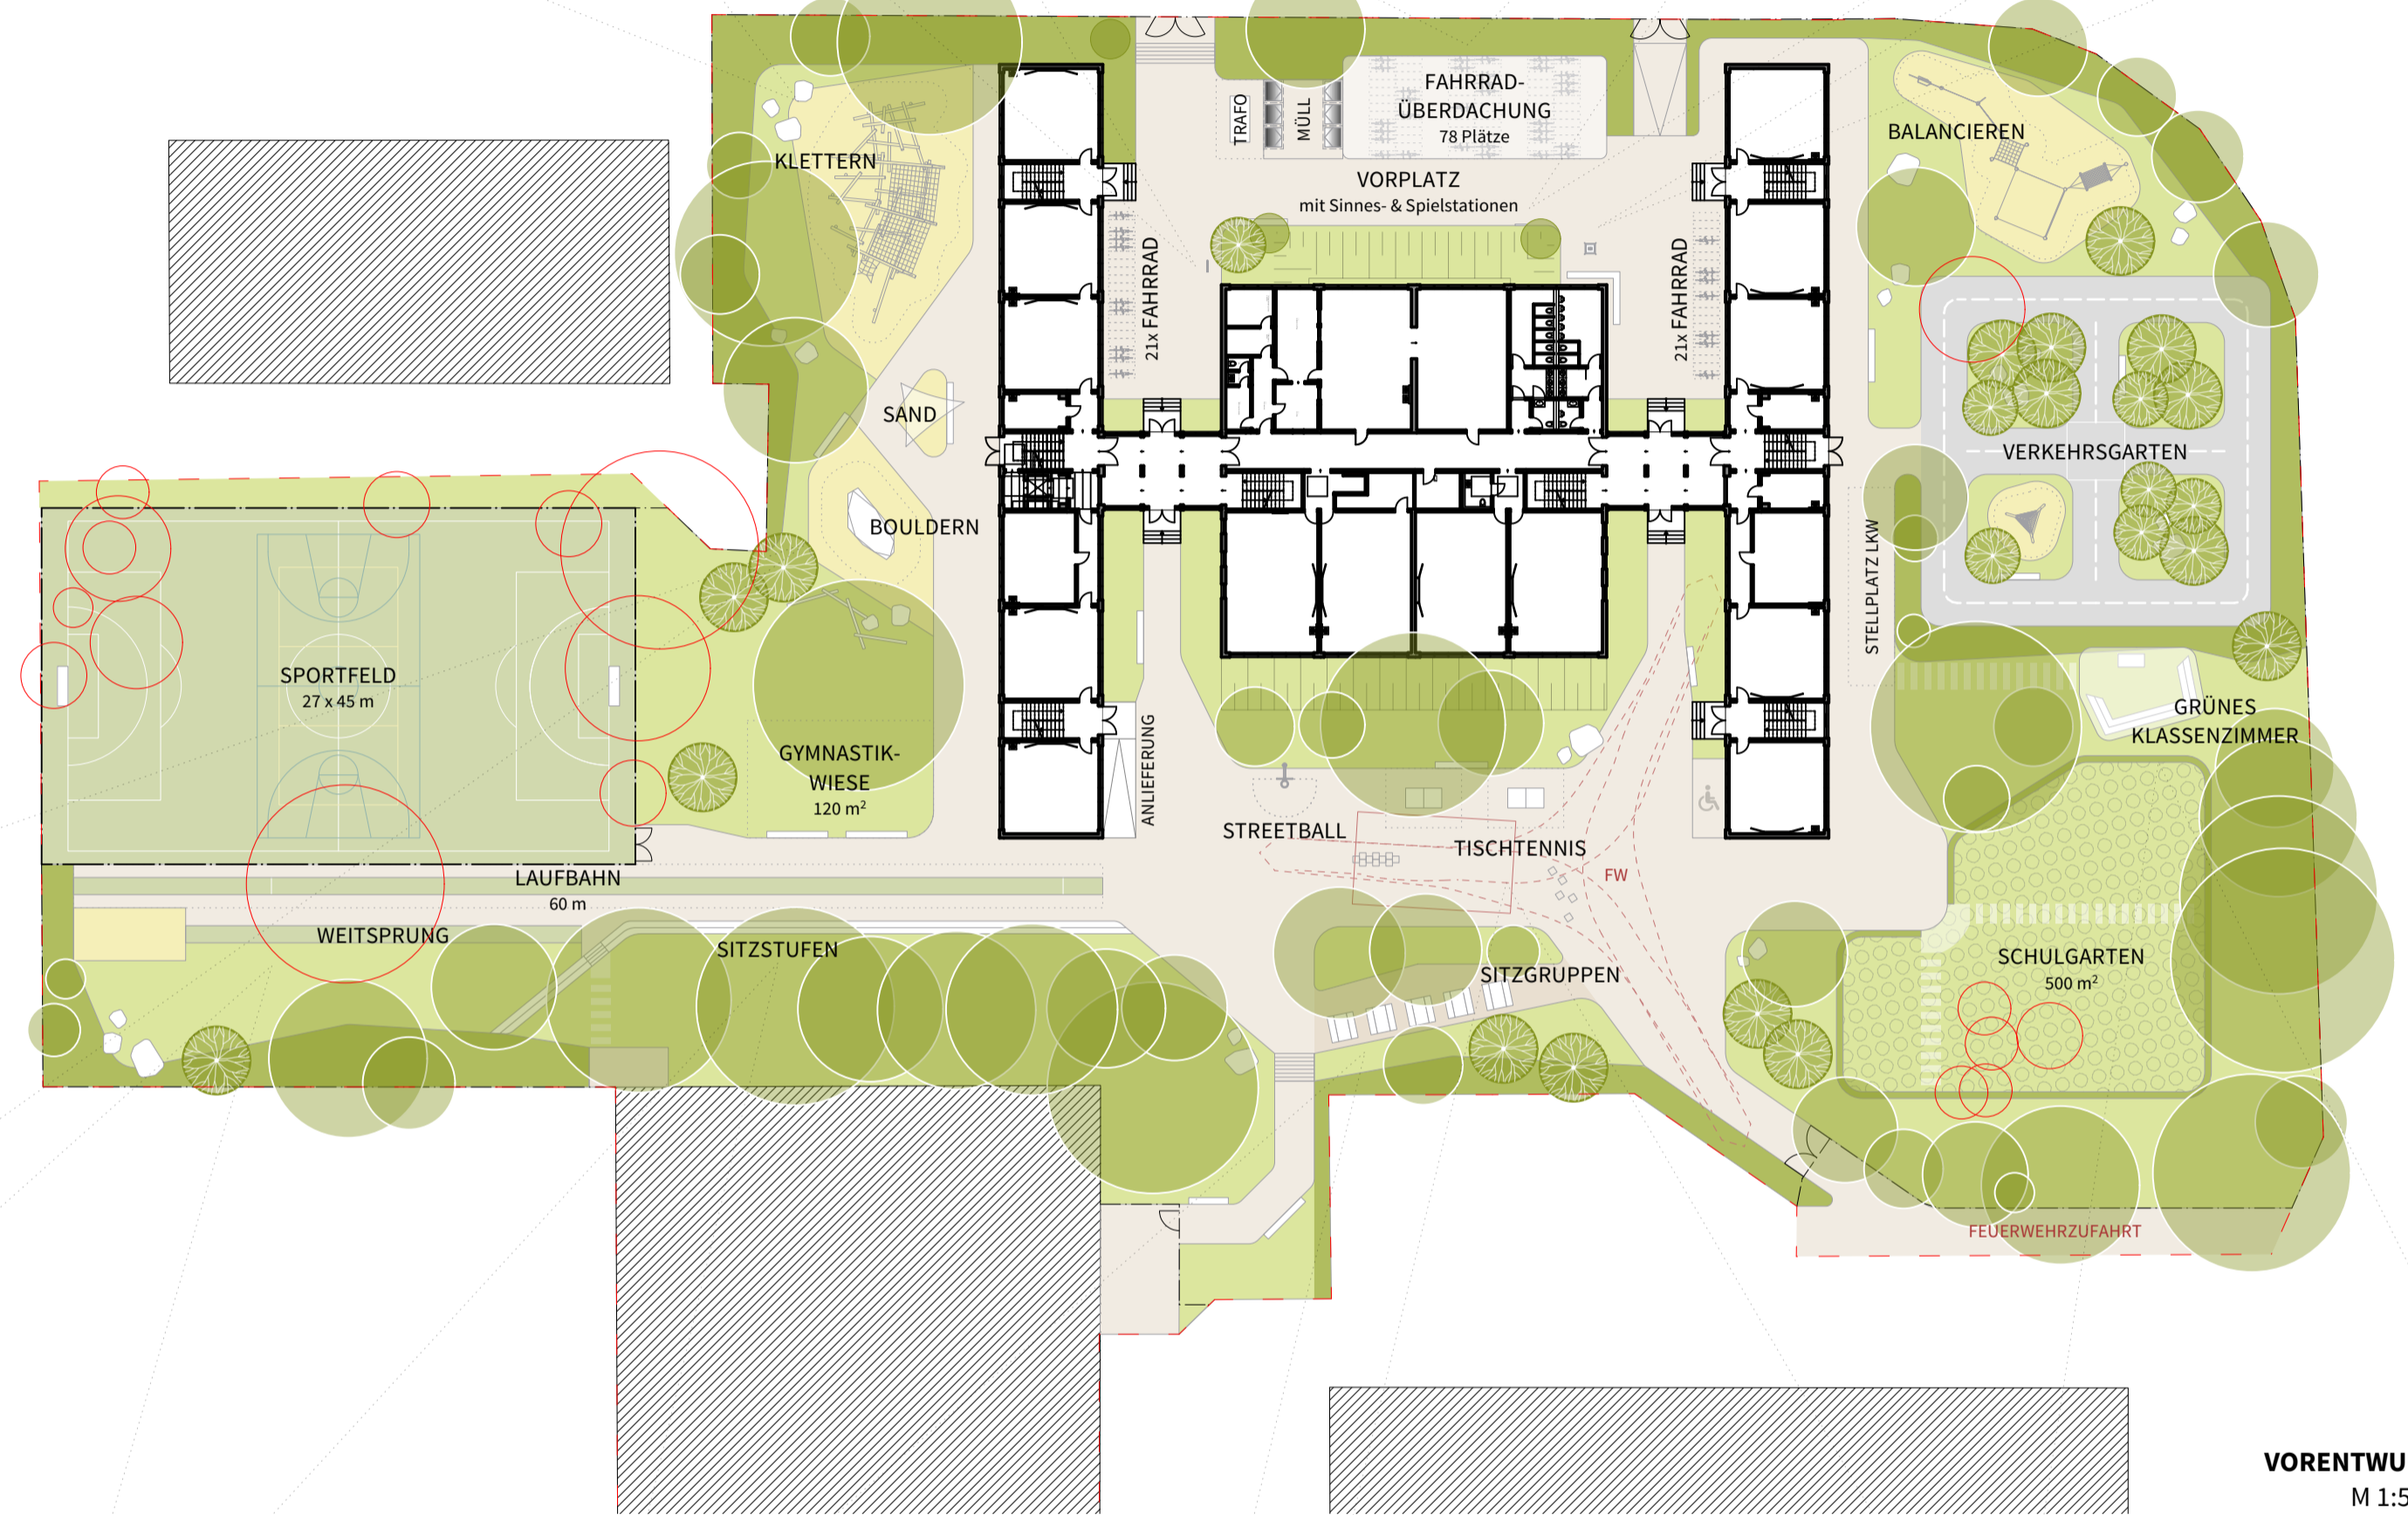 FAHRRAD-
ÜBERDACHUNG
78 Plätze
TRAFO
MÜLL
BALANCIEREN
KLETTERN
VORPLATZ
mit Sinnes- & Spielstationen
21x FAHRRAD
21x FAHRRAD
SAND
VERKEHRSGARTEN
BOULDERN
STELLPLATZ LKW
SPORTFELD
27 x 45 m
GRÜNES
KLASSENZIMMER
GYMNASTIK-
WIESE
120 m²
ANLIEFERUNG
STREETBALL
TISCHTENNIS
FW
LAUFBAHN
60 m
WEITSPRUNG
SITZSTUFEN
SITZGRUPPEN
SCHULGARTEN
500 m²
FEUERWEHRZUFAHRT
VORENTWU
M 1:5